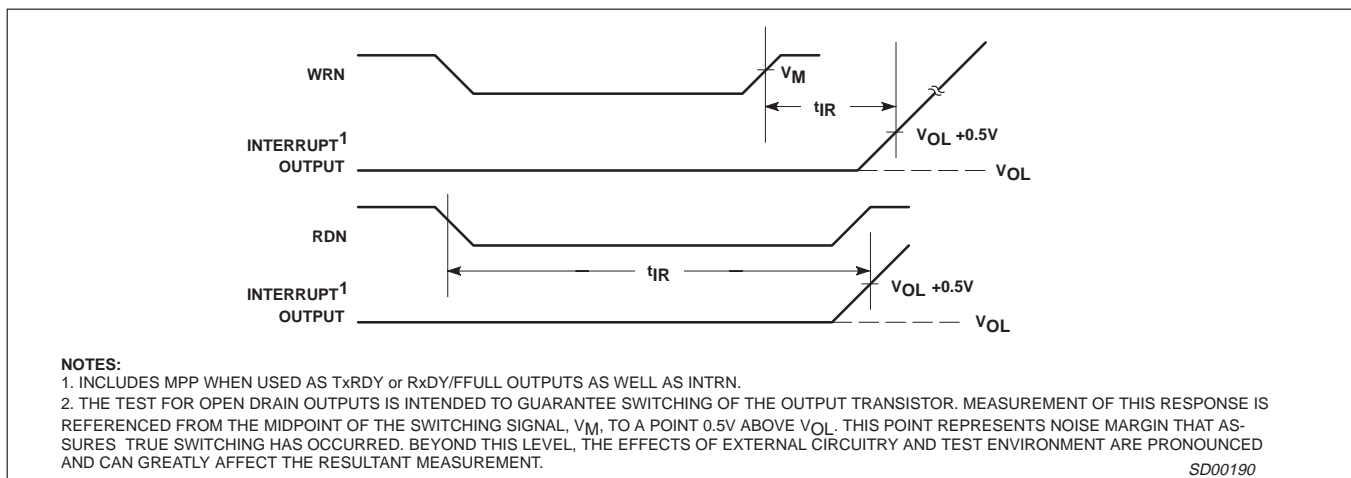 WRN
VM
tIR
INTERRUPT1
OUTPUT
VOL +0.5V
VOL
RDN
tIR
INTERRUPT1
OUTPUT
VOL +0.5V
VOL
NOTES:
1. INCLUDES MPP WHEN USED AS TxRDY or RxDY/FFULL OUTPUTS AS WELL AS INTRN.
2. THE TEST FOR OPEN DRAIN OUTPUTS IS INTENDED TO GUARANTEE SWITCHING OF THE OUTPUT TRANSISTOR. MEASUREMENT OF THIS RESPONSE IS
REFERENCED FROM THE MIDPOINT OF THE SWITCHING SIGNAL, VM, TO A POINT 0.5V ABOVE VOL. THIS POINT REPRESENTS NOISE MARGIN THAT AS-
SURES TRUE SWITCHING HAS OCCURRED. BEYOND THIS LEVEL, THE EFFECTS OF EXTERNAL CIRCUITRY AND TEST ENVIRONMENT ARE PRONOUNCED
AND CAN GREATLY AFFECT THE RESULTANT MEASUREMENT.
SD00190